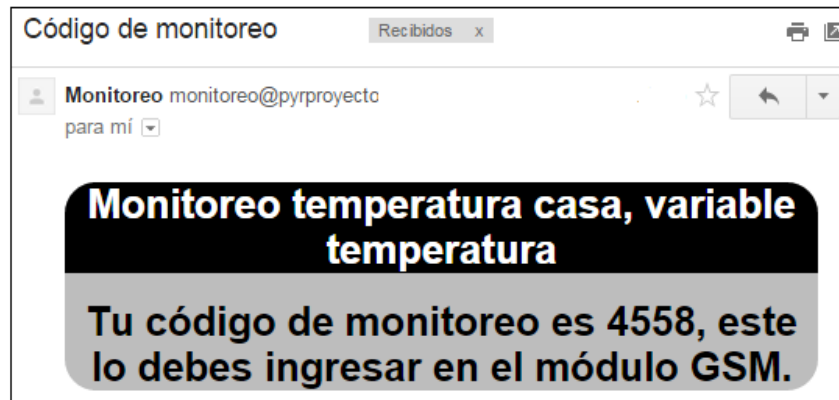 Código de monitoreo Recibidos x
Monitoreo monitoreo@pyrproyecto
para mí
Monitoreo temperatura casa, variable
temperatura
Tu código de monitoreo es 4558, este
lo debes ingresar en el módulo GSM.